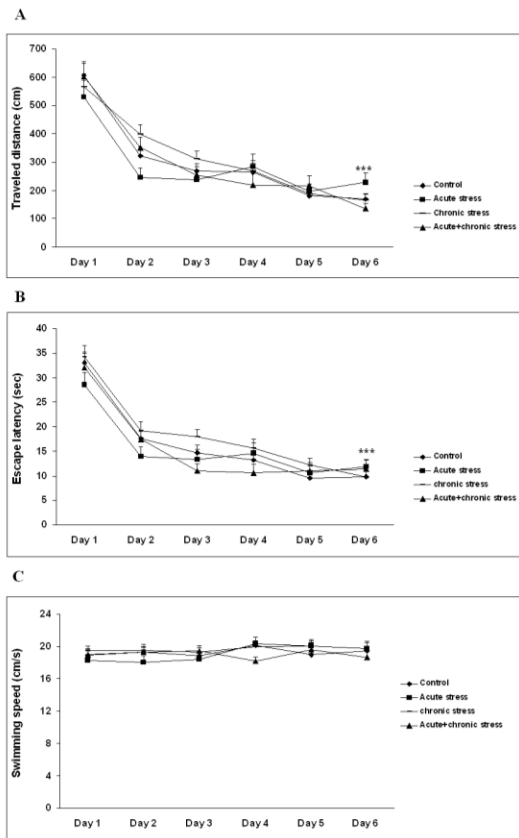 A
Traveled distance (cm)
700
600
500
400
300
200
100
0
***
Day 1 Day 2 Day 3 Day 4 Day 5 Day 6
Control
Acute stress
Chronic stress
Acute+chronic stress
B
Escape latency (sec)
40
35
30
25
20
15
10
5
0
***
Day 1 Day 2 Day 3 Day 4 Day 5 Day 6
Control
Acute stress
chronic stress
Acute+chronic stress
C
Swimming speed (cm/s)
24
20
16
12
8
4
0
Day 1 Day 2 Day 3 Day 4 Day 5 Day 6
Control
Acute stress
chronic stress
Acute+chronic stress